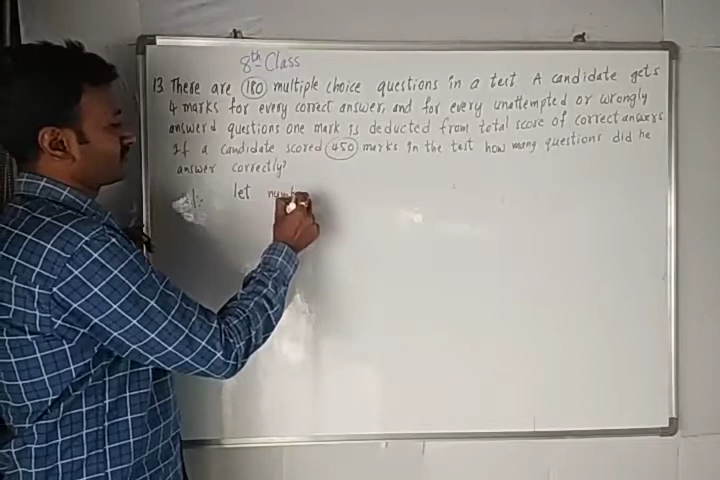 8th Class
13 There are 180 multiple choice questions in a test A candidate gets
4 marks for every correct answer, and for every unattempted or wrongly
answerd questions one mark is deducted from total score of correct answers
If a candidate scored 450 marks in the test how many questions did he
answer correctly?
let numb